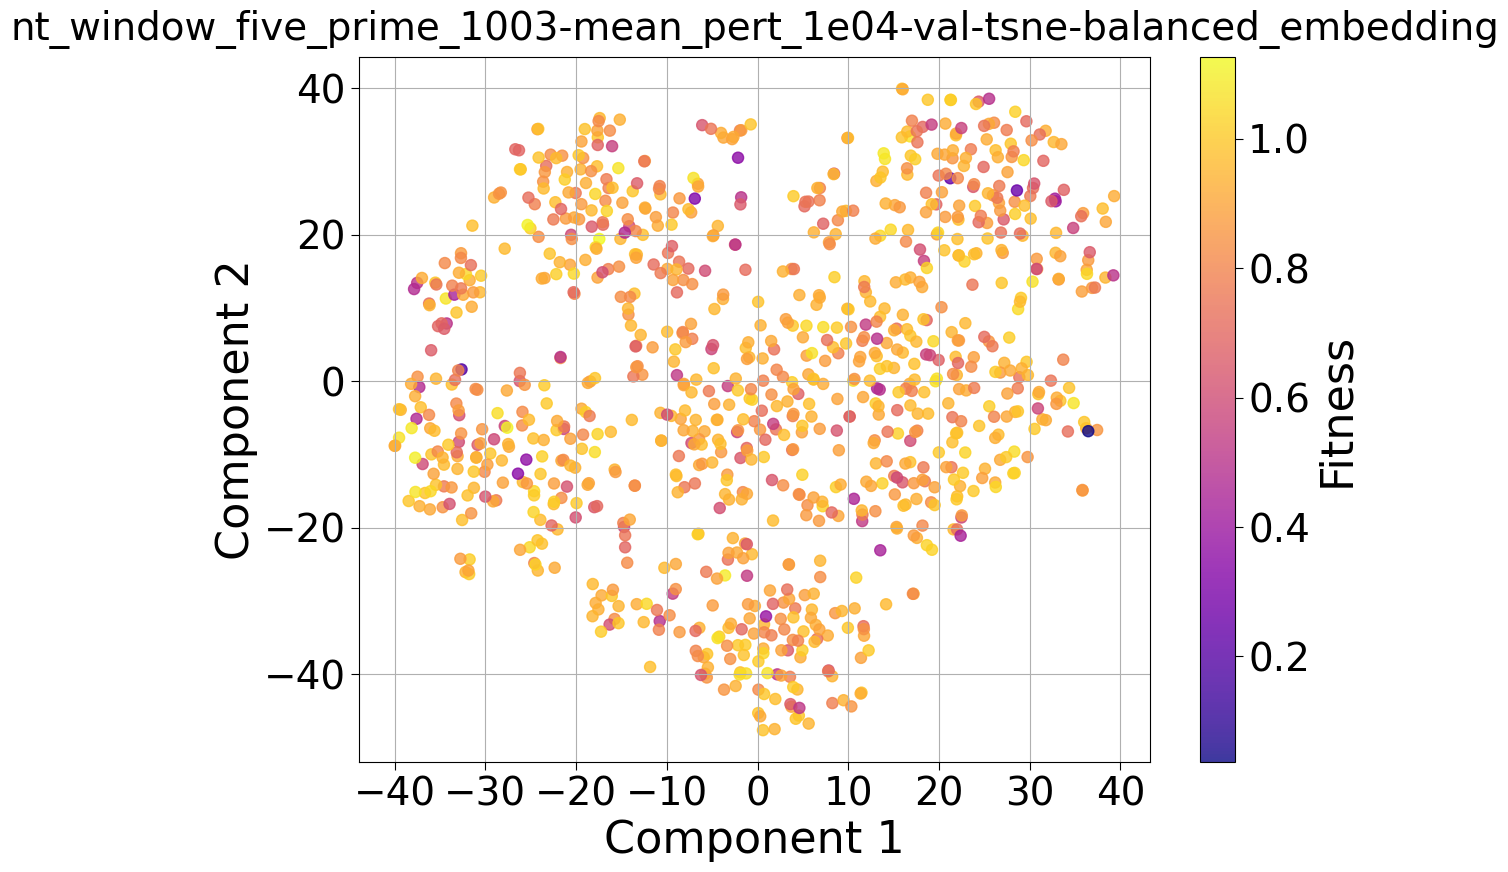 nt_window_five_prime_1003-mean_pert_1e04-val-tsne-balanced_embedding
40
20
0
−20
−40
Component 2
−40 −30 −20 −10 0 10 20 30 40
Component 1
1.0
0.8
0.6
0.4
0.2
Fitness